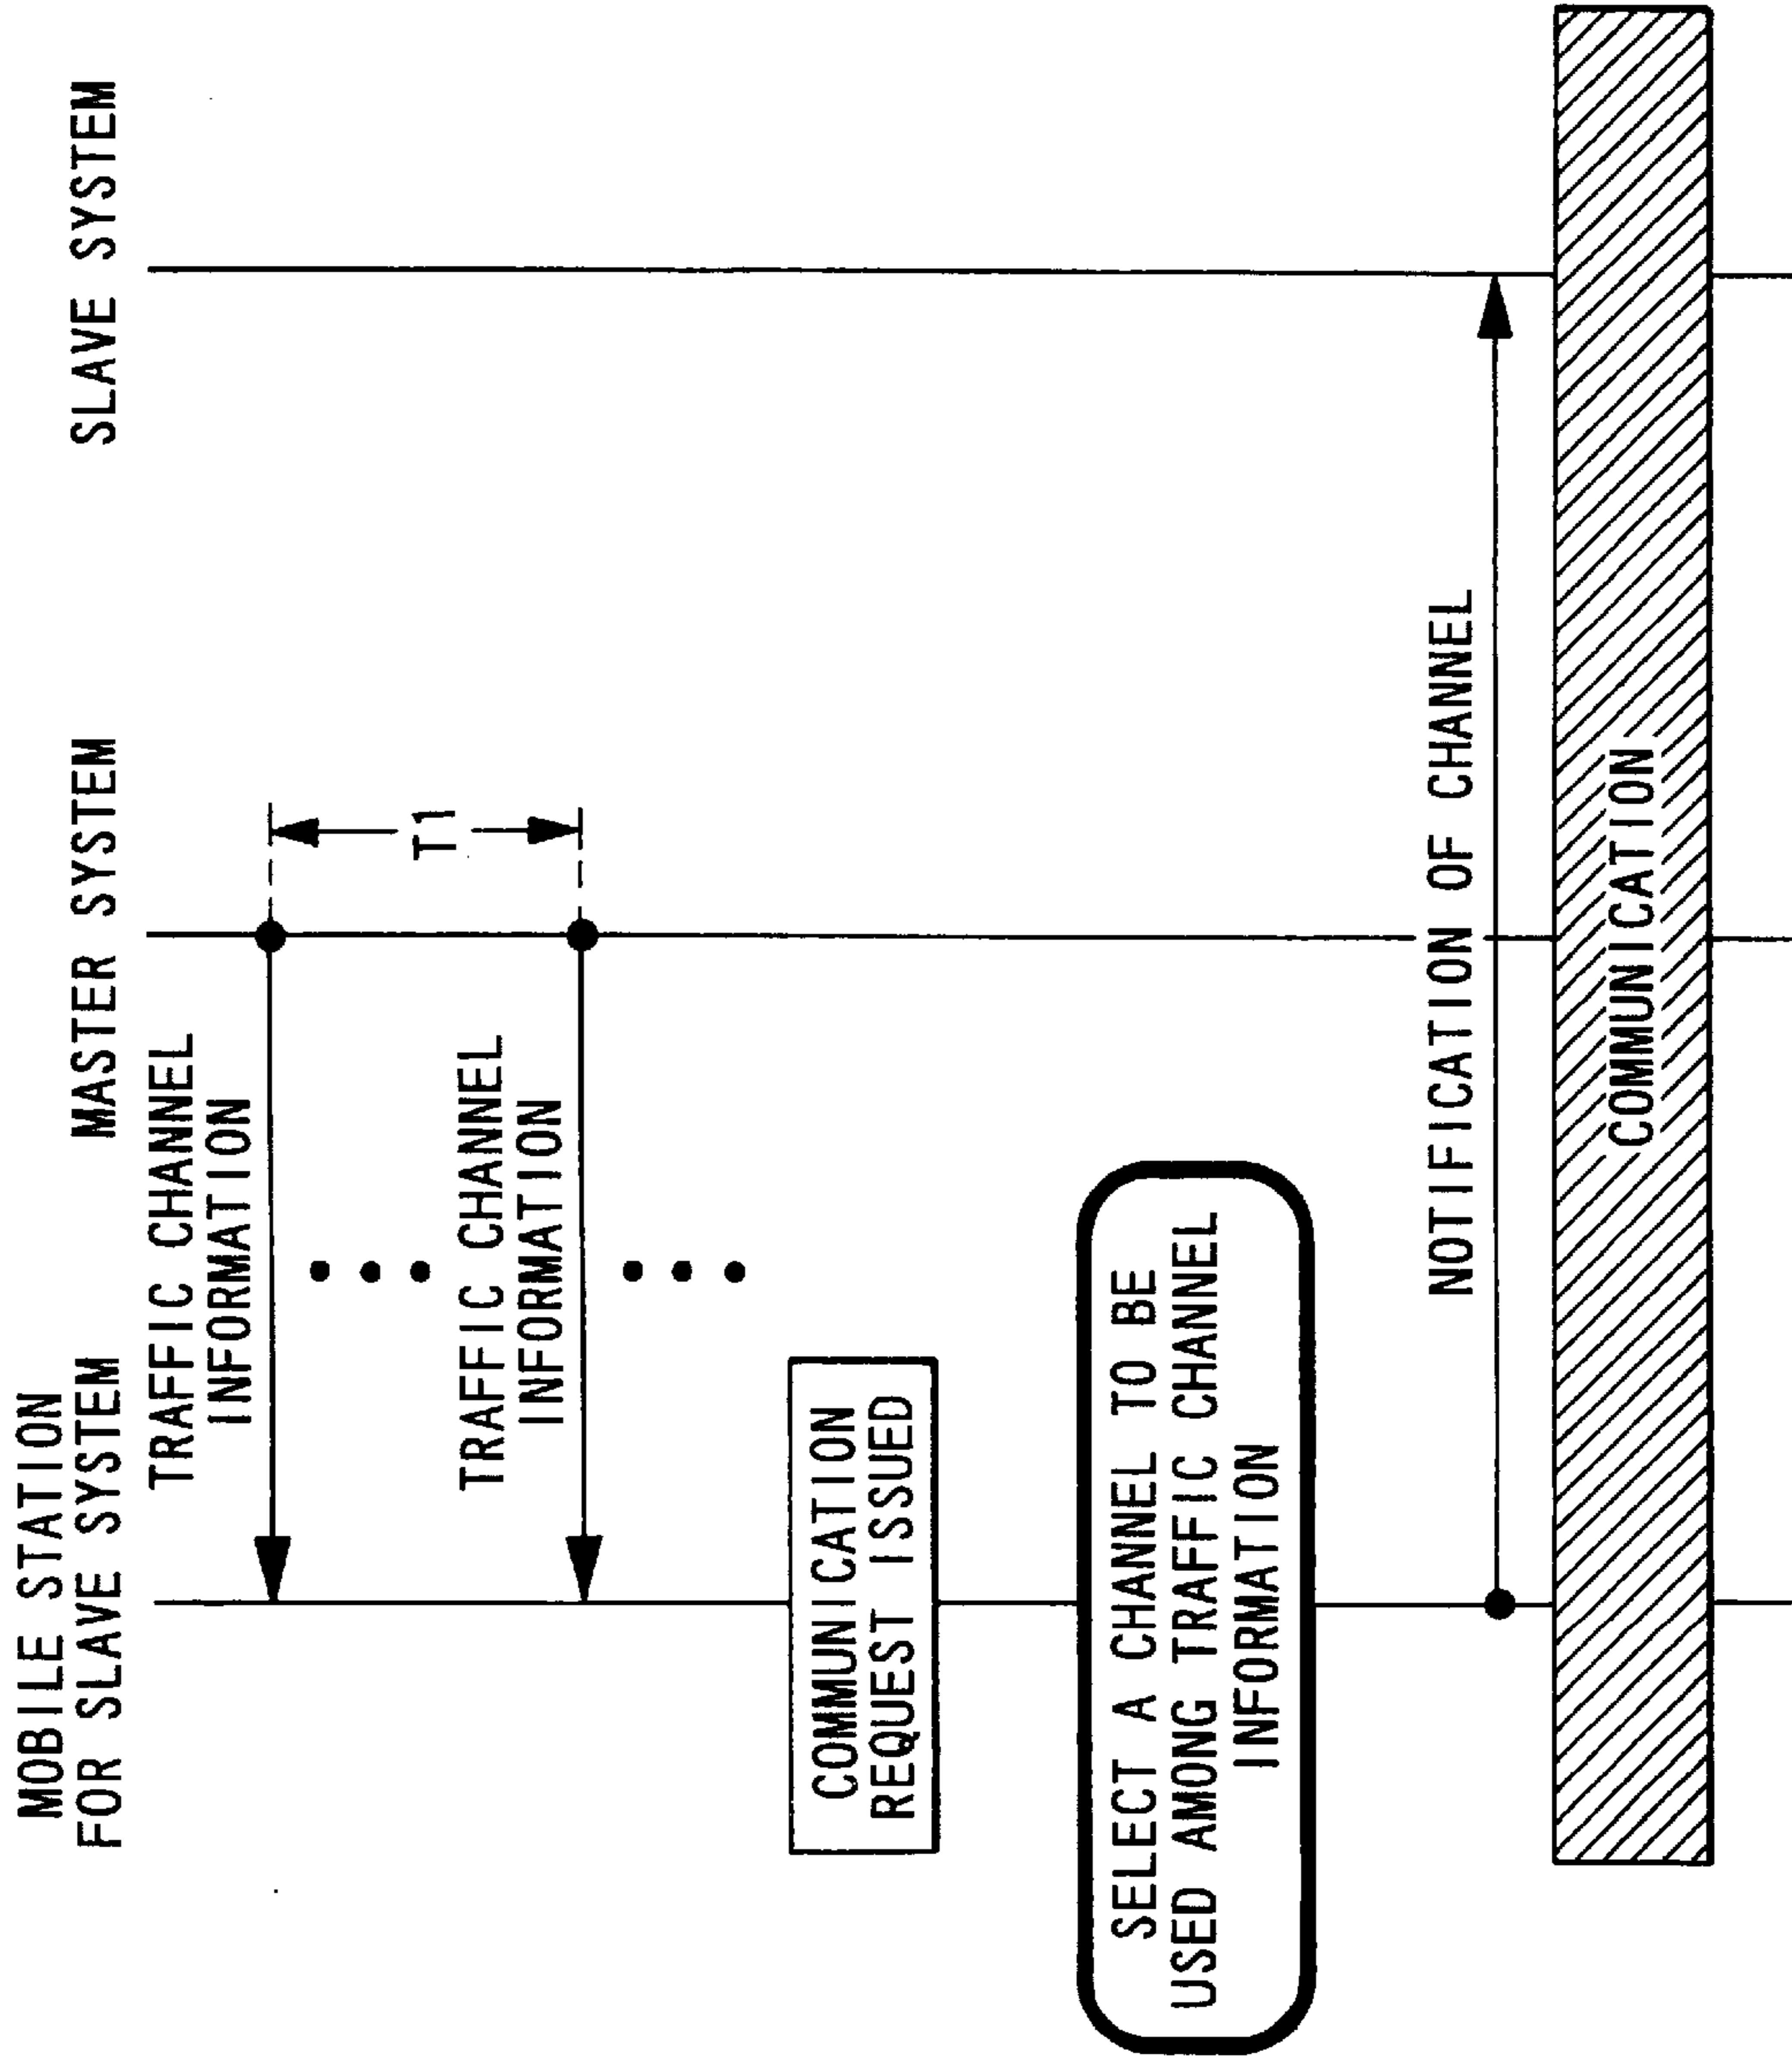 MOBILE STATION
FOR SLAVE SYSTEM
MASTER SYSTEM
SLAVE SYSTEM
TRAFFIC CHANNEL
INFORMATION
T1
TRAFFIC CHANNEL
INFORMATION
COMMUNICATION
REQUEST ISSUED
SELECT A CHANNEL TO BE
USED AMONG TRAFFIC CHANNEL
INFORMATION
NOTIFICATION OF CHANNEL
COMMUNICATION